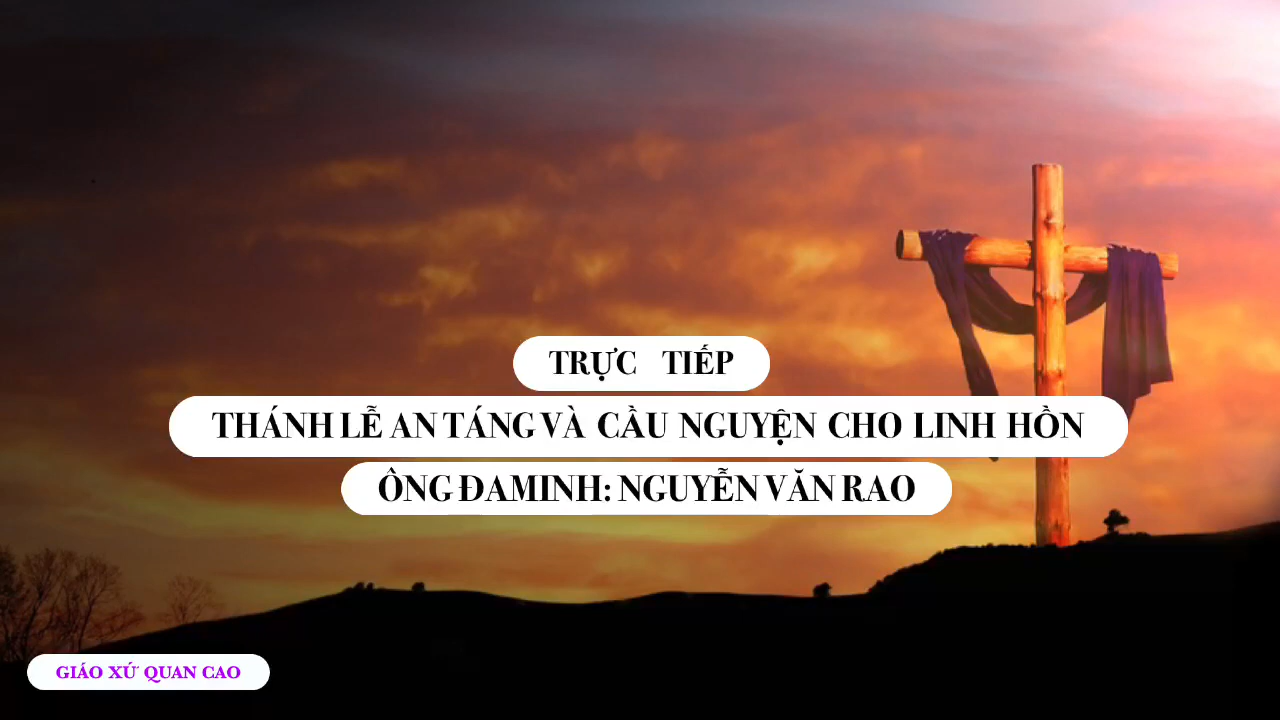 TRỰC TIẾP
THÁNH LỄ AN TÁNG VÀ CẦU NGUYỆN CHO LINH HỒN
ÔNG ĐAMINH: NGUYỄN VĂN RAO
GIÁO XỨ QUAN CAO